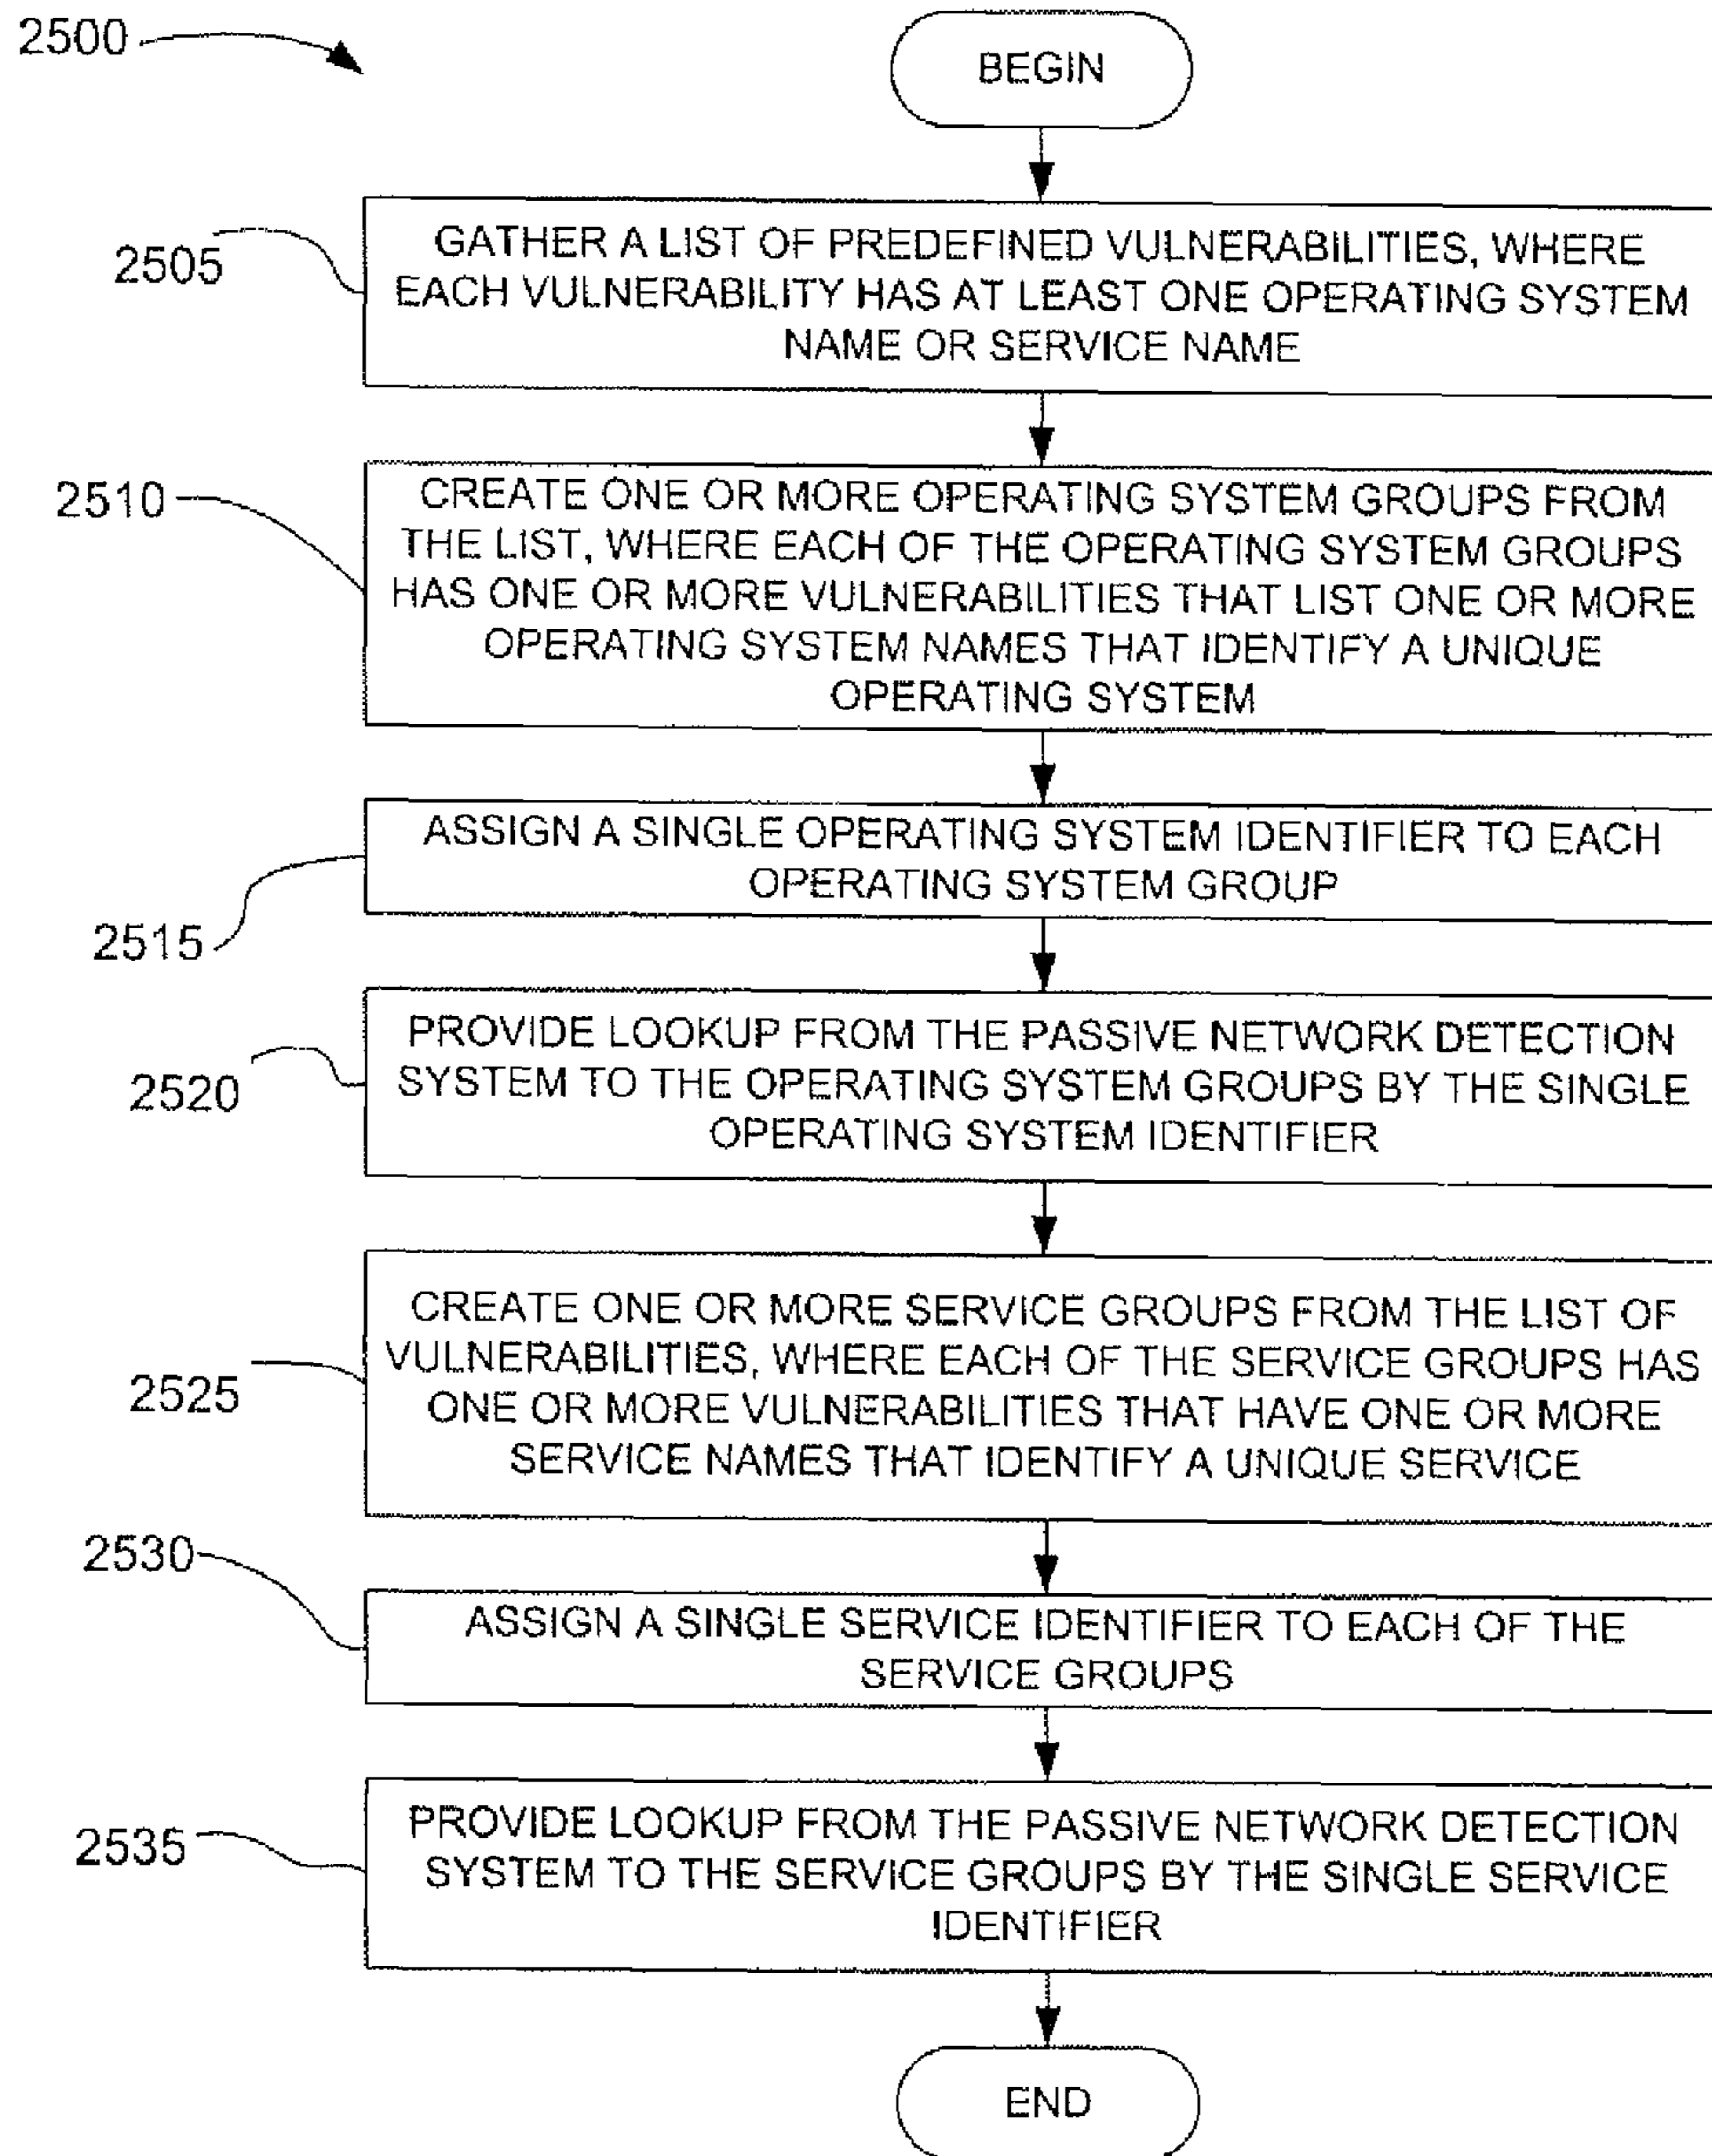 2500
BEGIN
2505
GATHER A LIST OF PREDEFINED VULNERABILITIES, WHERE
EACH VULNERABILITY HAS AT LEAST ONE OPERATING SYSTEM
NAME OR SERVICE NAME
2510
CREATE ONE OR MORE OPERATING SYSTEM GROUPS FROM
THE LIST, WHERE EACH OF THE OPERATING SYSTEM GROUPS
HAS ONE OR MORE VULNERABILITIES THAT LIST ONE OR MORE
OPERATING SYSTEM NAMES THAT IDENTIFY A UNIQUE
OPERATING SYSTEM
2515
ASSIGN A SINGLE OPERATING SYSTEM IDENTIFIER TO EACH
OPERATING SYSTEM GROUP
2520
PROVIDE LOOKUP FROM THE PASSIVE NETWORK DETECTION
SYSTEM TO THE OPERATING SYSTEM GROUPS BY THE SINGLE
OPERATING SYSTEM IDENTIFIER
2525
CREATE ONE OR MORE SERVICE GROUPS FROM THE LIST OF
VULNERABILITIES, WHERE EACH OF THE SERVICE GROUPS HAS
ONE OR MORE VULNERABILITIES THAT HAVE ONE OR MORE
SERVICE NAMES THAT IDENTIFY A UNIQUE SERVICE
2530
ASSIGN A SINGLE SERVICE IDENTIFIER TO EACH OF THE
SERVICE GROUPS
2535
PROVIDE LOOKUP FROM THE PASSIVE NETWORK DETECTION
SYSTEM TO THE SERVICE GROUPS BY THE SINGLE SERVICE
IDENTIFIER
END